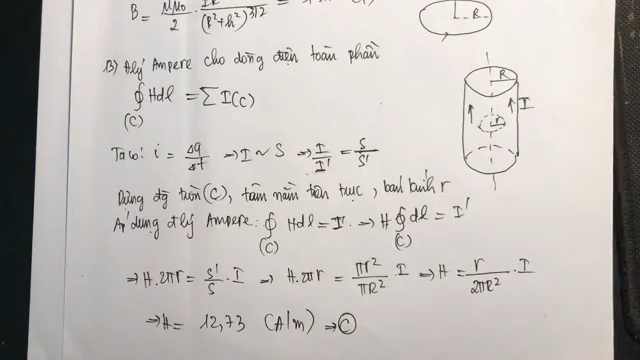 B = μμ₀/2 · IR²/(R²+h²)^3/2 =
R
B) Đlý Ampere cho dòng điện toàn phần
∮(C) Hdl = ∑ I(C)
R
I
r
Ta có: i = Δq/Δt → I ~ S → I/I' = S/S'
Dựng đg tròn (C), tâm nằm trên trục, bán kính r
Áp dụng đlý Ampere: ∮(C) Hdl = I' → H ∮(C) dl = I'
→ H.2πr = S'/S · I → H.2πr = πr²/πR² · I → H = r/2πR² · I
→ H = 12,73 (A/m) → C